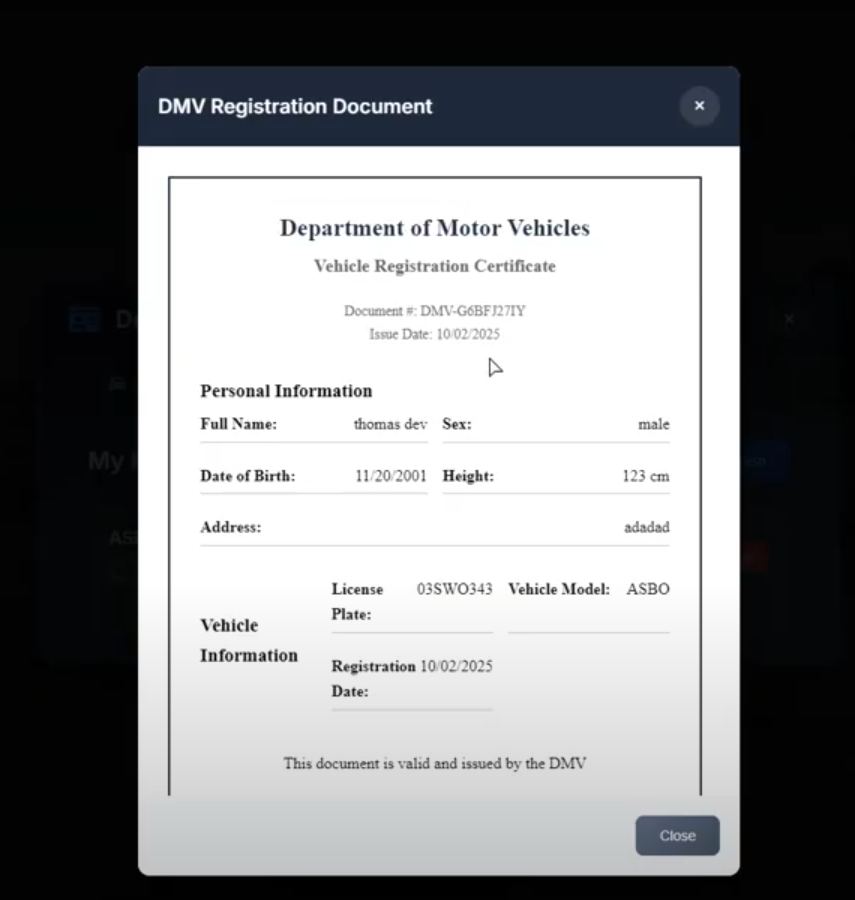 DMV Registration Document
×
Department of Motor Vehicles
Vehicle Registration Certificate
Document #: DMV-G6BFJ27IY
Issue Date: 10/02/2025
Personal Information
Full Name: thomas dev Sex: male
Date of Birth: 11/20/2001 Height: 123 cm
Address: adadad
Vehicle Information
License Plate: 03SWO343 Vehicle Model: ASBO
Registration Date: 10/02/2025
This document is valid and issued by the DMV
Close
My